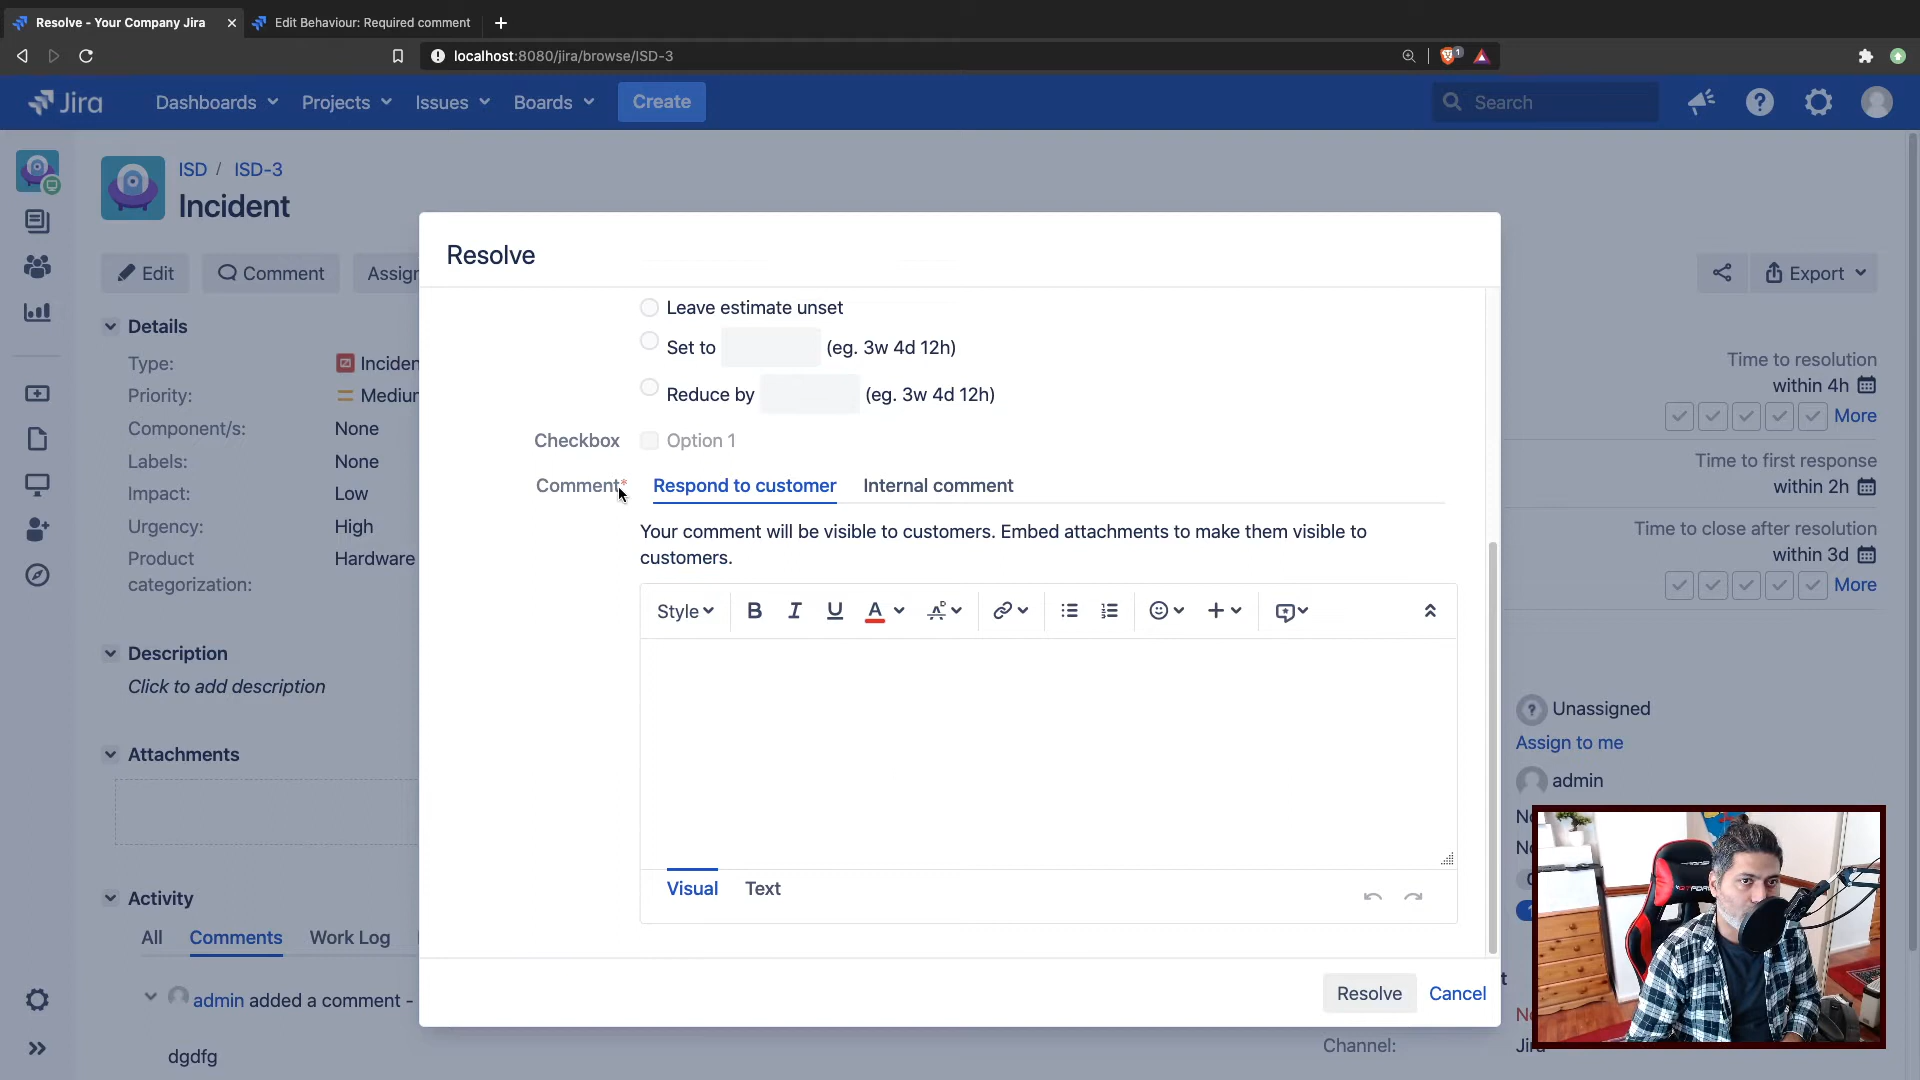 Resolve - Your Company Jira
Edit Behaviour: Required comment
localhost:8080/jira/browse/ISD-3
1
Jira
Dashboards
Projects
Issues
Boards
Create
Search
ISD / ISD-3
Incident
Edit
Comment
Assign
Export
Details
Type:
Inciden
Priority:
Medium
Component/s:
None
Labels:
None
Impact:
Low
Urgency:
High
Product categorization:
Hardware
Description
Click to add description
Attachments
Activity
All
Comments
Work Log
admin added a comment -
dgdfg
Resolve
Leave estimate unset
Set to (eg. 3w 4d 12h)
Reduce by (eg. 3w 4d 12h)
Checkbox
Option 1
Comment*
Respond to customer
Internal comment
Your comment will be visible to customers. Embed attachments to make them visible to
customers.
Style
Visual
Text
Resolve
Cancel
Time to resolution
within 4h
More
Time to first response
within 2h
Time to close after resolution
within 3d
More
Unassigned
Assign to me
admin
Channel: